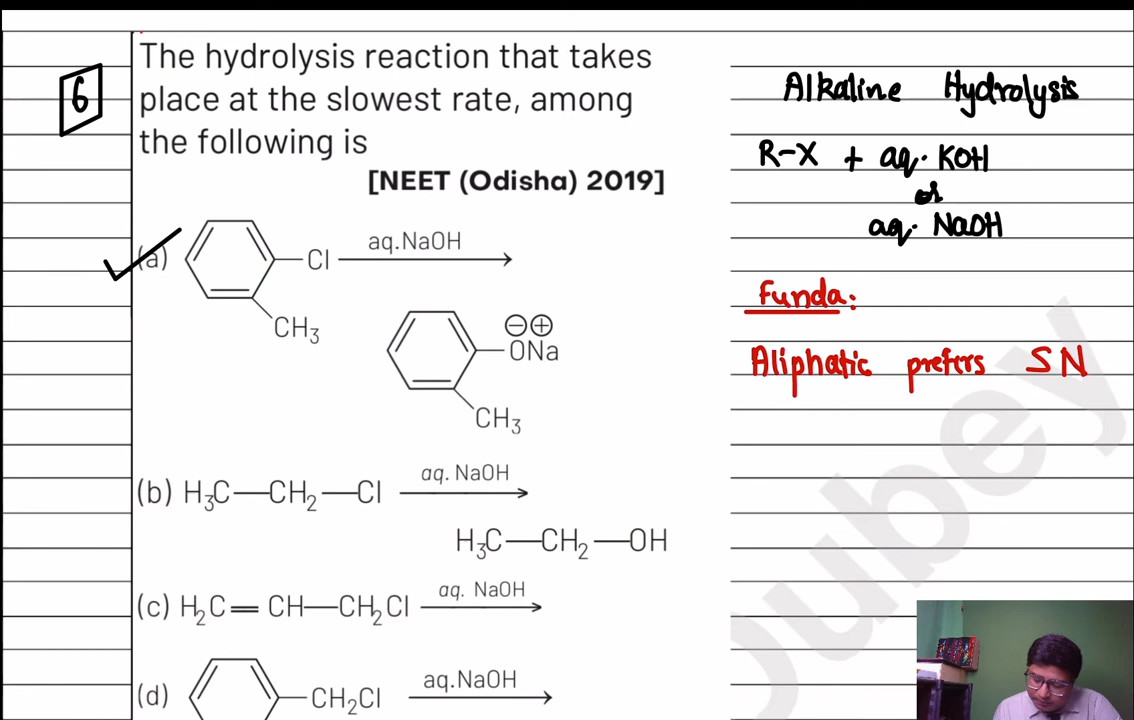 6
The hydrolysis reaction that takes
place at the slowest rate, among
the following is
[NEET (Odisha) 2019]
(a) Cl aq.NaOH
CH3
⊖⊕
ONa
CH3
(b) H3C—CH2—Cl aq. NaOH
H3C—CH2—OH
(c) H2C=CH—CH2Cl aq. NaOH
(d) CH2Cl aq.NaOH
Alkaline Hydrolysis
R-X + aq. KOH
or
aq. NaOH
Funda:
Aliphatic prefers SN